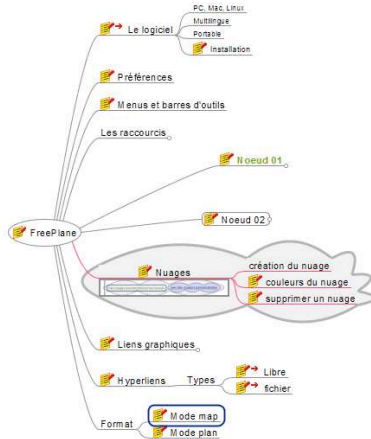 PC, Mac, Linux
Le logiciel
Multilingue
Portable
Installation
Préférences
Menus et barres d'outils
Les raccourcis
Noeud 01
FreePlane
Noeud 02
Nuages
création du nuage
couleurs du nuage
supprimer un nuage
Liens graphiques
Hyperliens
Types
Libre
fichier
Format
Mode map
Mode plan